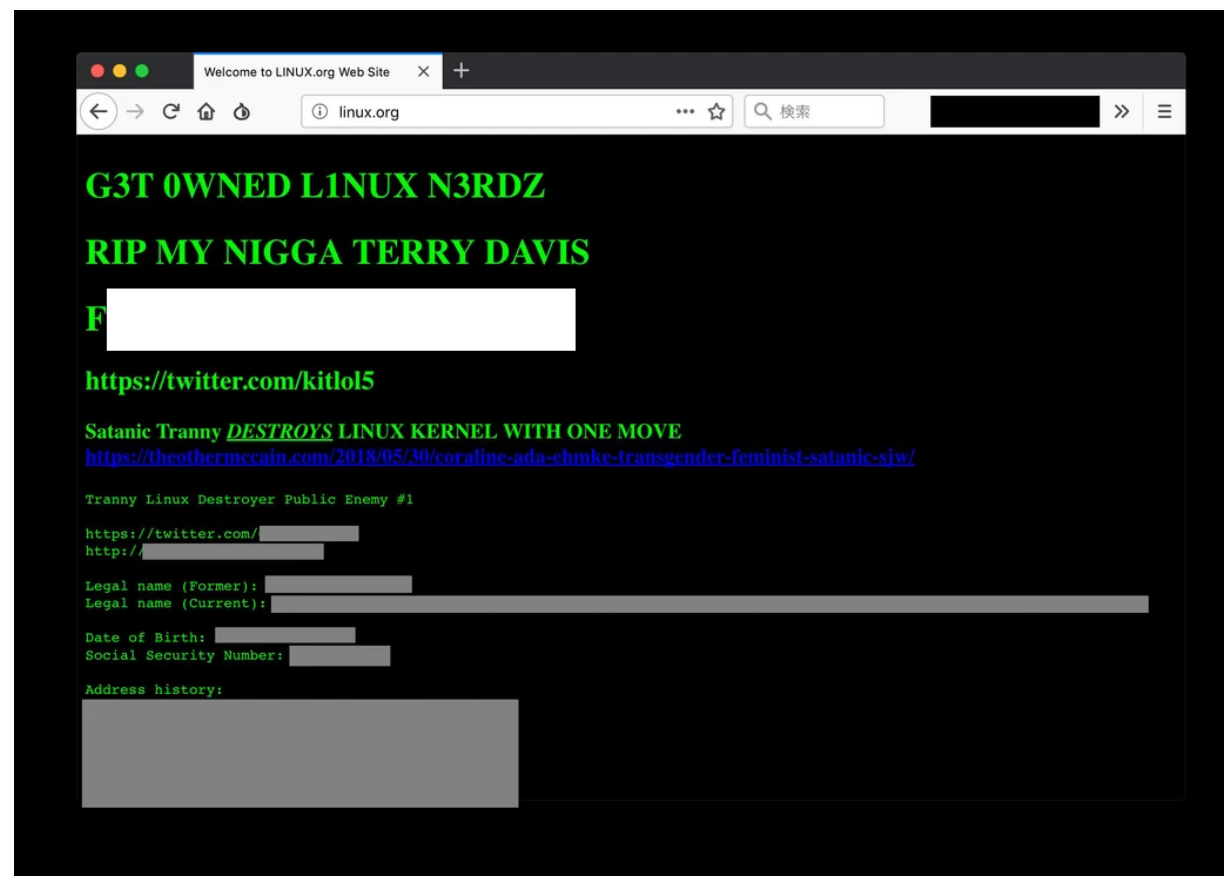 Welcome to LINUX.org Web Site
linux.org
検索
G3T 0WNED L1NUX N3RDZ
RIP MY NIGGA TERRY DAVIS
F
https://twitter.com/kitlol5
Satanic Tranny DESTROYS LINUX KERNEL WITH ONE MOVE
https://theothermccain.com/2018/05/30/coraline-ada-ehmke-transgender-feminist-satanic-sjw/
Tranny Linux Destroyer Public Enemy #1
https://twitter.com/
http://
Legal name (Former):
Legal name (Current):
Date of Birth:
Social Security Number:
Address history: